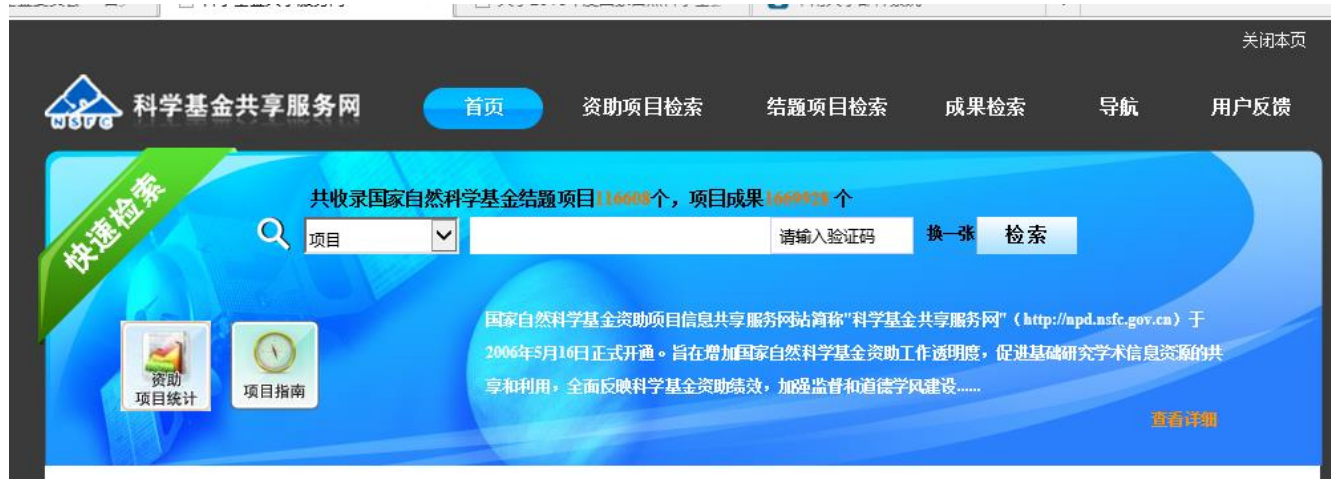 关闭本页
NSFC 科学基金共享服务网 首页 资助项目检索 结题项目检索 成果检索 导航 用户反馈
快速检索
共收录国家自然科学基金结题项目116608个，项目成果1660928个
项目 请输入验证码 换一张 检索
国家自然科学基金资助项目信息共享服务网站简称"科学基金共享服务网"（http://npd.nsfc.gov.cn）于
2006年5月16日正式开通。旨在增加国家自然科学基金资助工作透明度，促进基础研究学术信息资源的共
享和利用，全面反映科学基金资助绩效，加强监督和道德学风建设......
资助
项目统计
项目指南
查看详细